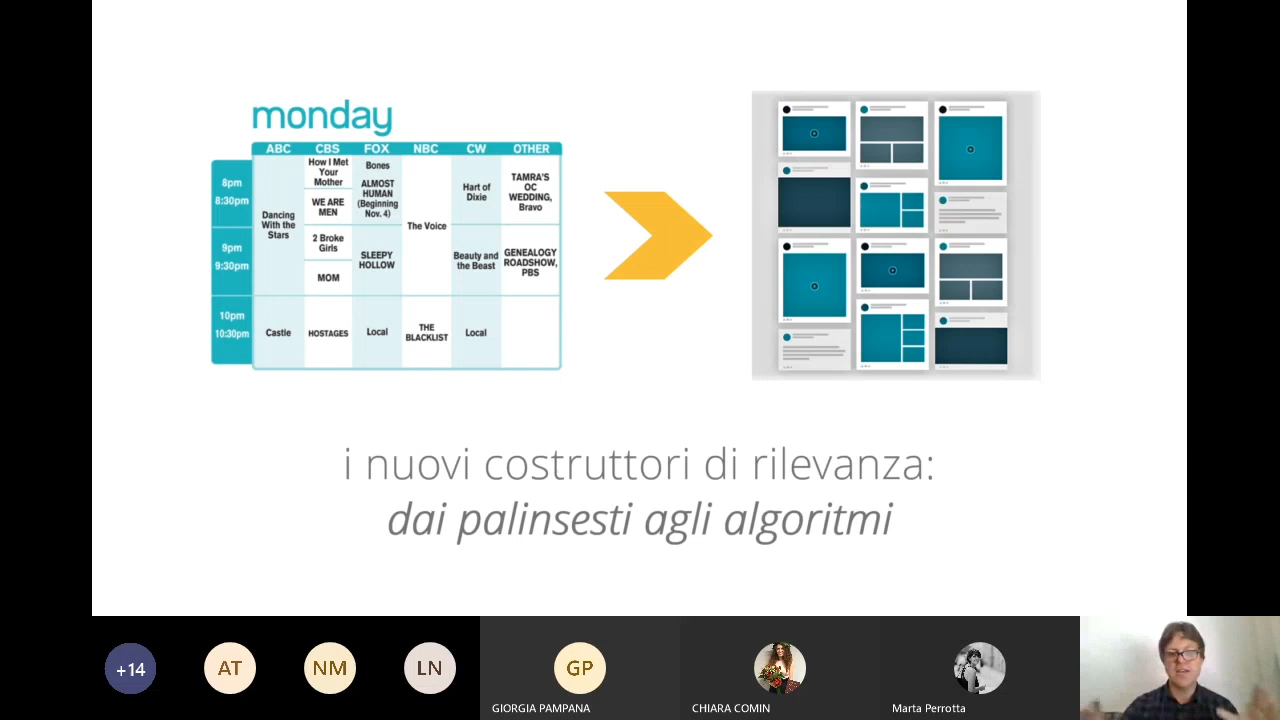 monday
ABC CBS FOX NBC CW OTHER
8pm
8:30pm
9pm
9:30pm
10pm
10:30pm
Dancing
With the
Stars
Castle
How I Met
Your
Mother
WE ARE
MEN
2 Broke
Girls
MOM
HOSTAGES
Bones
ALMOST
HUMAN
(Beginning
Nov. 4)
SLEEPY
HOLLOW
Local
The Voice
THE
BLACKLIST
Hart of
Dixie
Beauty and
the Beast
Local
TAMRA'S
OC
WEDDING,
Bravo
GENEALOGY
ROADSHOW,
PBS
i nuovi costruttori di rilevanza:
dai palinsesti agli algoritmi
+14
AT
NM
LN
GP
GIORGIA PAMPANA
CHIARA COMIN
Marta Perrotta